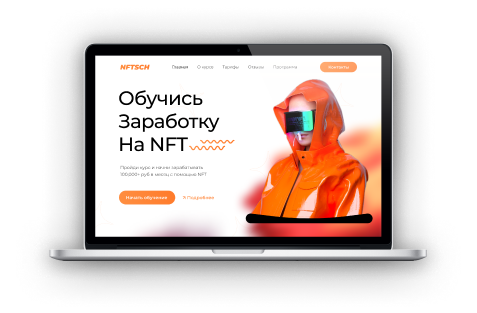 NFTSCH
Главная О курсе Тарифы Отзывы Программа
Контакты
Обучись
Заработку
На NFT
Пройди курс и начни зарабатывать
100,000+ руб в месяц с помощью NFT
Начать обучение
Подробнее